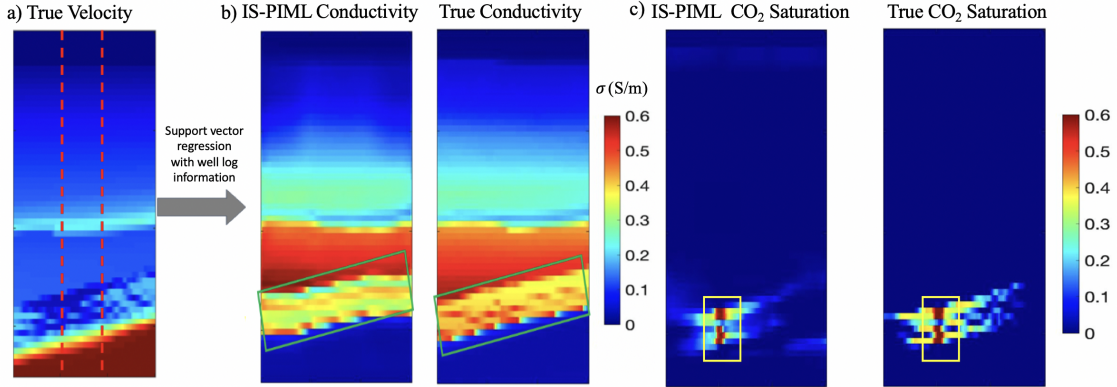 a) True Velocity
b) IS-PIML Conductivity
True Conductivity
c) IS-PIML CO₂ Saturation
True CO₂ Saturation
Support vector
regression
with well log
information
σ (S/m)
0.6
0.5
0.4
0.3
0.2
0.1
0
0.6
0.5
0.4
0.3
0.2
0.1
0